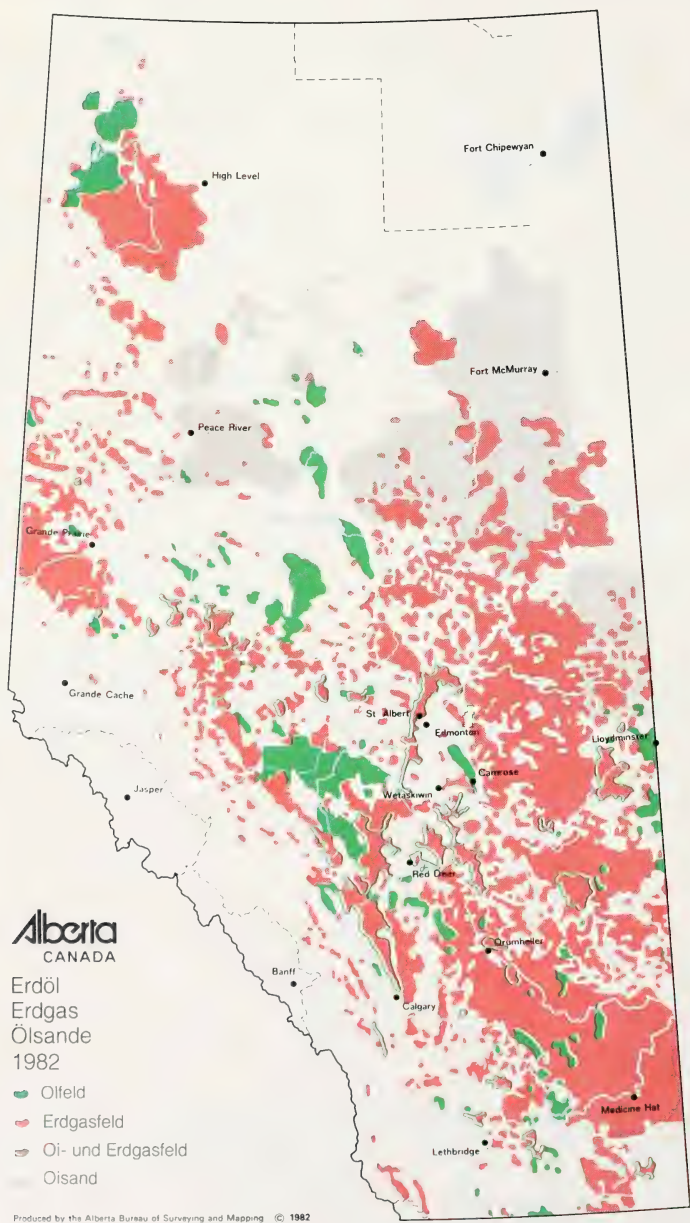 Fort Chipewyan
High Level
Fort McMurray
Peace River
Grande Prairie
Grande Cache
St Albert
Edmonton
Lloydminster
Camrose
Wetaskiwin
Jasper
Red Deer
Drumheller
Banff
Calgary
Medicine Hat
Lethbridge
Alberta
CANADA
Erdöl
Erdgas
Ölsande
1982
Olfeld
Erdgasfeld
Oi- und Erdgasfeld
Oisand
Produced by the Alberta Bureau of Surveying and Mapping © 1982